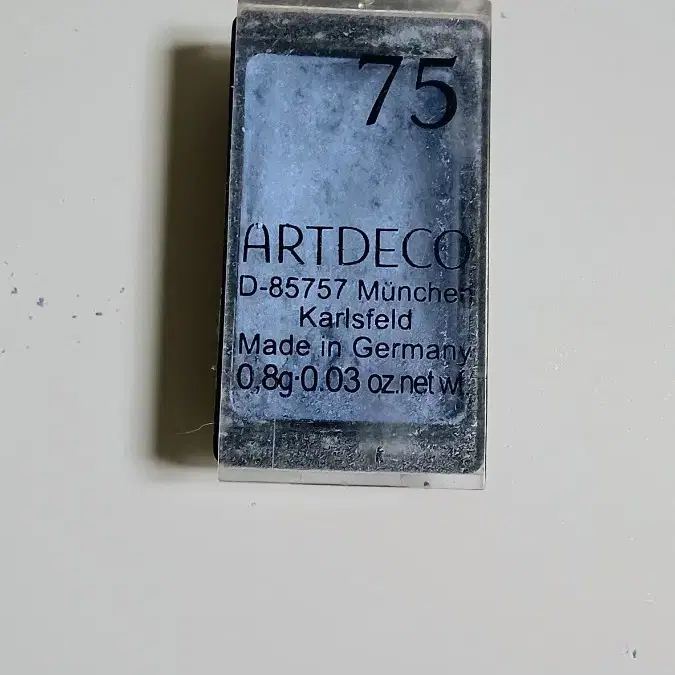 75
ARTDECO
D-85757 München
Karlsfeld
Made in Germany
0,8g·0.03 oz.net wt